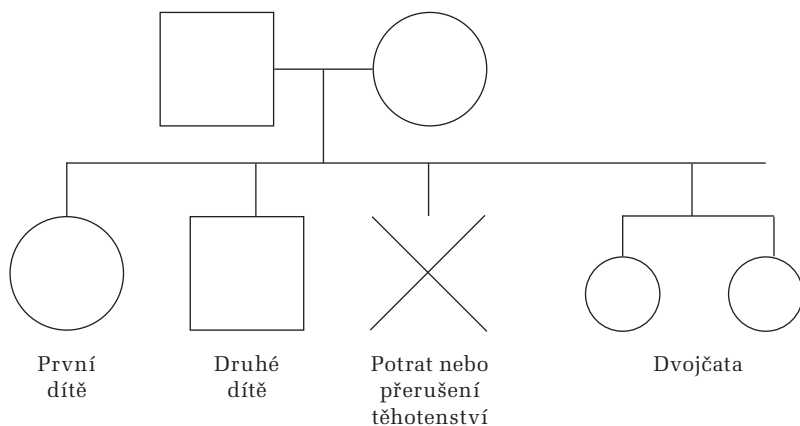 První
dítě
Druhé
dítě
Potrat nebo
přerušení
těhotenství
Dvojčata